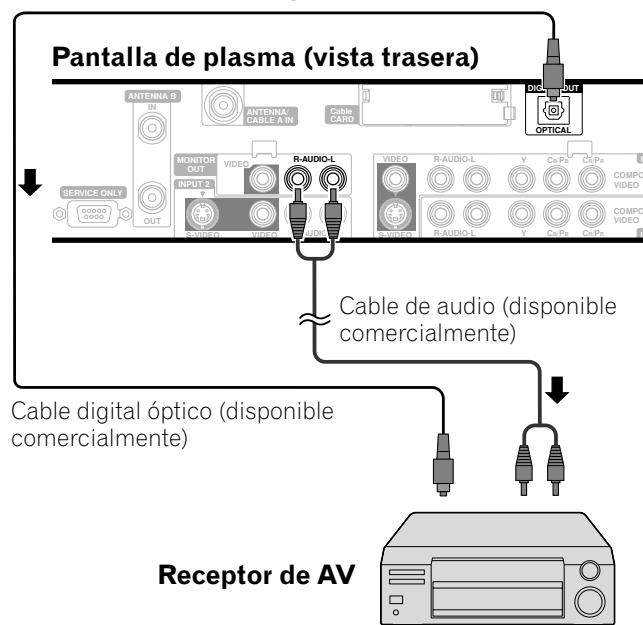 Pantalla de plasma (vista trasera)
ANTENNA B
IN
ANTENNA/
CABLE A IN
Cable
CARD
OPTICAL
MONITOR
OUT
VIDEO
R-AUDIO-L
VIDEO
R-AUDIO-L
Y
CB/PB
CR/PR
COMPO
VIDEO
SERVICE ONLY
INPUT 2
OUT
S-VIDEO
VIDEO
S-VIDEO
R-AUDIO-L
Y
CB/PB
CR/PR
COMPO
VIDEO
Cable de audio (disponible
comercialmente)
Cable digital óptico (disponible
comercialmente)
Receptor de AV